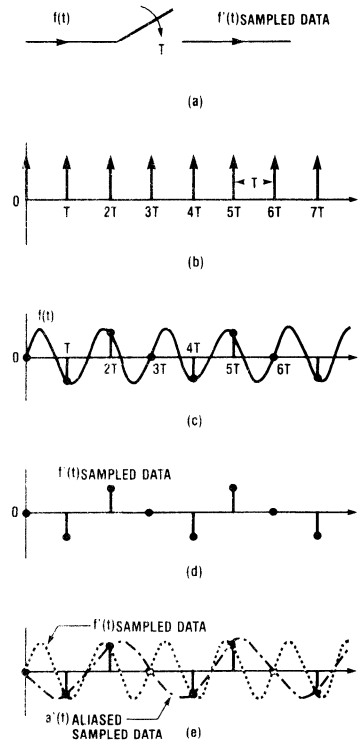 f(t)
f*(t) SAMPLED DATA
T
(a)
T
0
T 2T 3T 4T 5T 6T 7T
(b)
f(t)
T 4T
0
2T 3T 5T 6T
(c)
f*(t) SAMPLED DATA
0
(d)
f*(t) SAMPLED DATA
0
a*(t) ALIASED
SAMPLED DATA
(e)